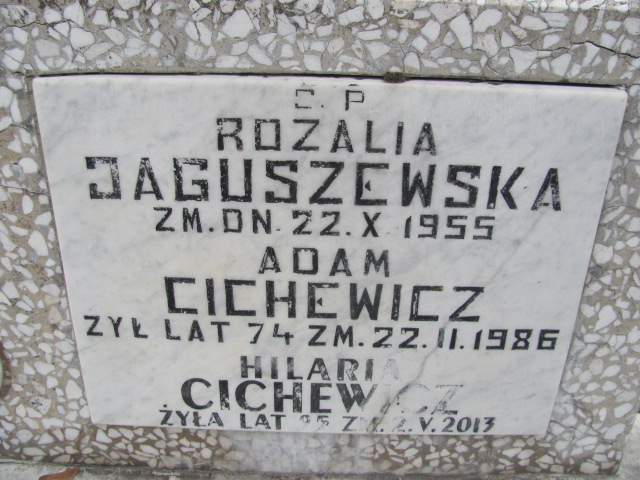 Ś. P
ROZALIA
JAGUSZEWSKA
ZM. DN. 22. X 1955
ADAM
CICHEWICZ
ŻYŁ LAT 74 ZM. 22. II. 1986
HILARIA
CICHEWICZ
ŻYŁA LAT ZM. 2. V. 2013